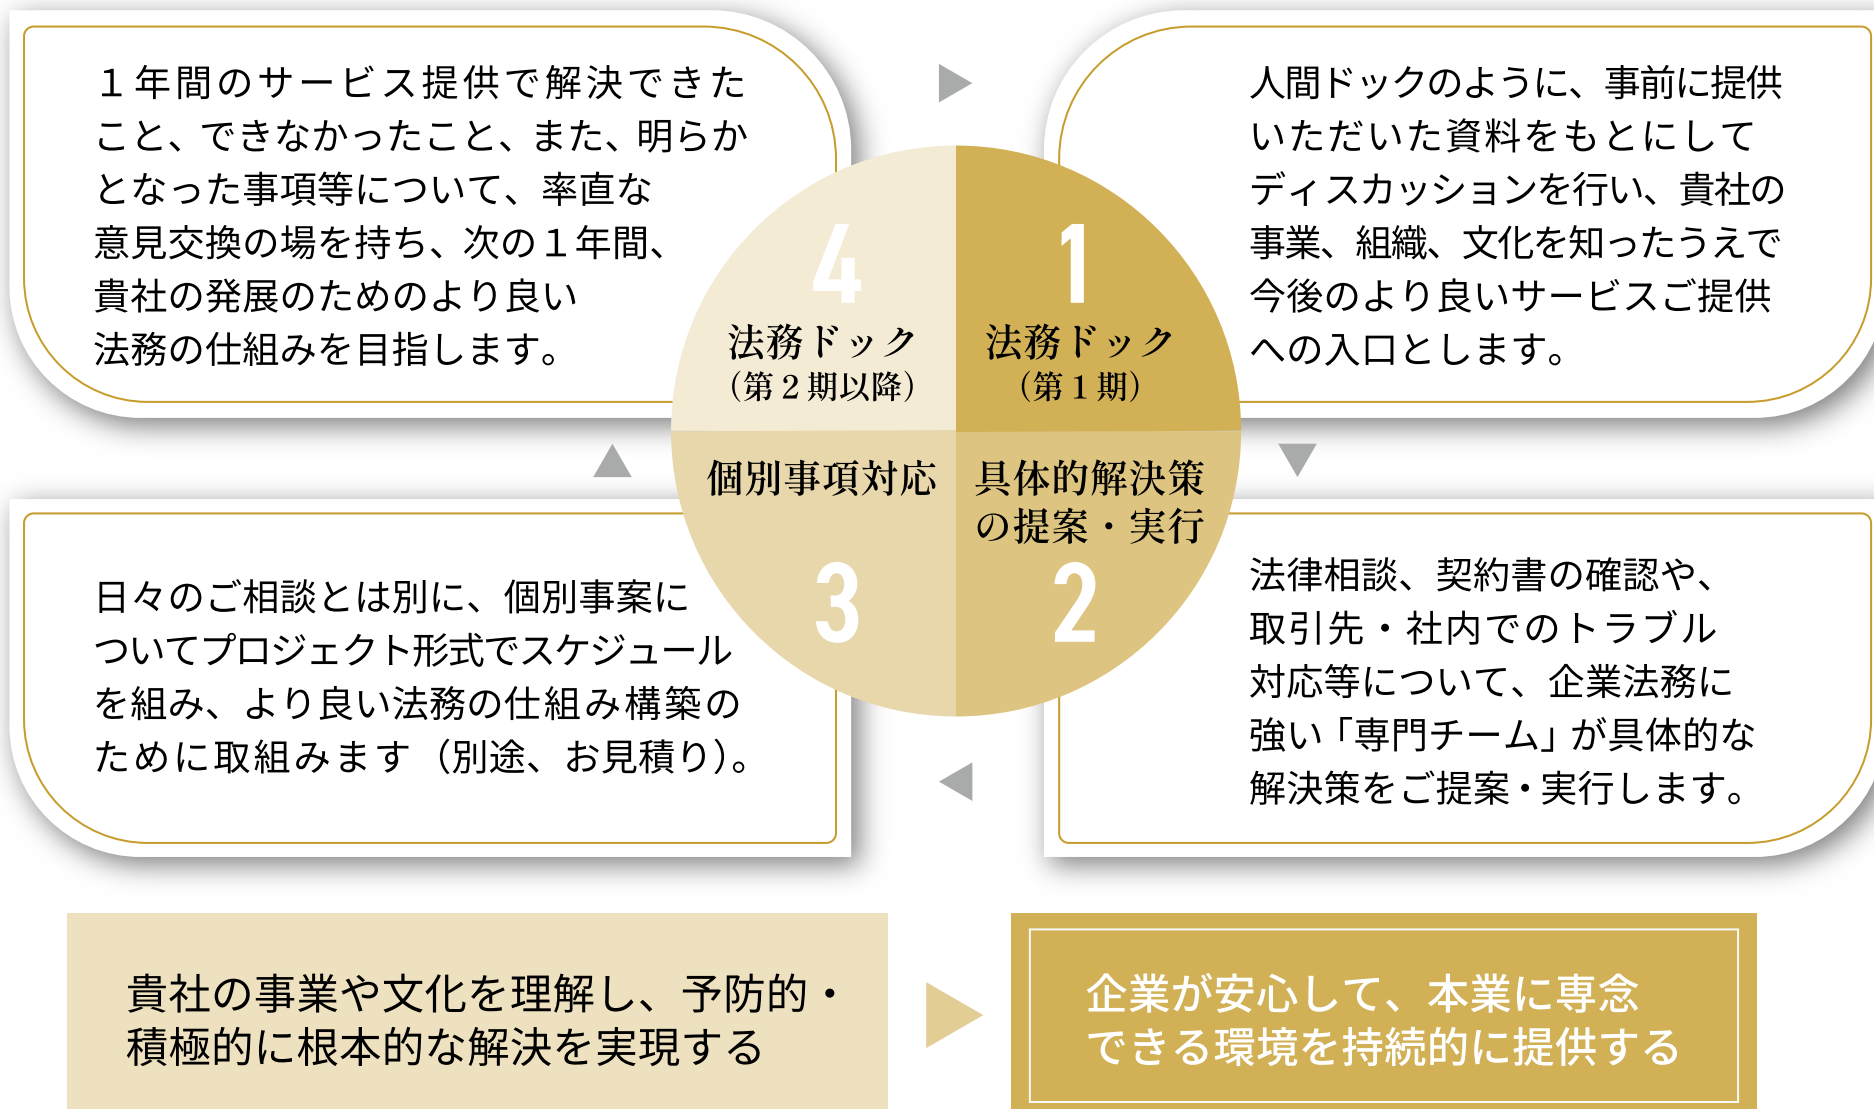 １年間のサービス提供で解決できた
こと、できなかったこと、また、明らか
となった事項等について、率直な
意見交換の場を持ち、次の１年間、
貴社の発展のためのより良い
法務の仕組みを目指します。
人間ドックのように、事前に提供
いただいた資料をもとにして
ディスカッションを行い、貴社の
事業、組織、文化を知ったうえで
今後のより良いサービスご提供
への入口とします。
4
法務ドック
（第２期以降）
1
法務ドック
（第１期）
個別事項対応
3
具体的解決策
の提案・実行
2
日々のご相談とは別に、個別事案に
ついてプロジェクト形式でスケジュール
を組み、より良い法務の仕組み構築の
ために取組みます（別途、お見積り）。
法律相談、契約書の確認や、
取引先・社内でのトラブル
対応等について、企業法務に
強い「専門チーム」が具体的な
解決策をご提案・実行します。
貴社の事業や文化を理解し、予防的・
積極的に根本的な解決を実現する
企業が安心して、本業に専念
できる環境を持続的に提供する